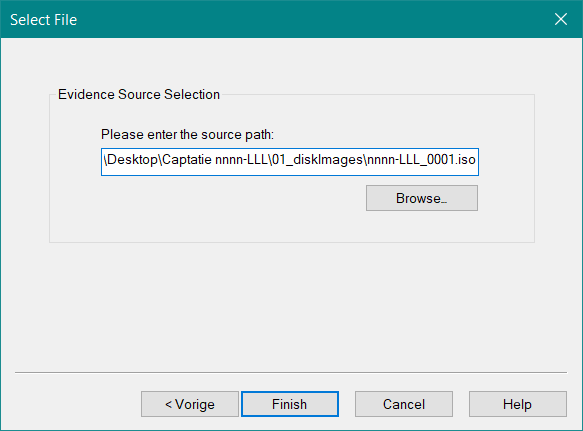 Select File
Evidence Source Selection
Please enter the source path:
\Desktop\Captatie nnnn-LLL\01_diskImages\nnnn-LLL_0001.iso
Browse...
< Vorige
Finish
Cancel
Help